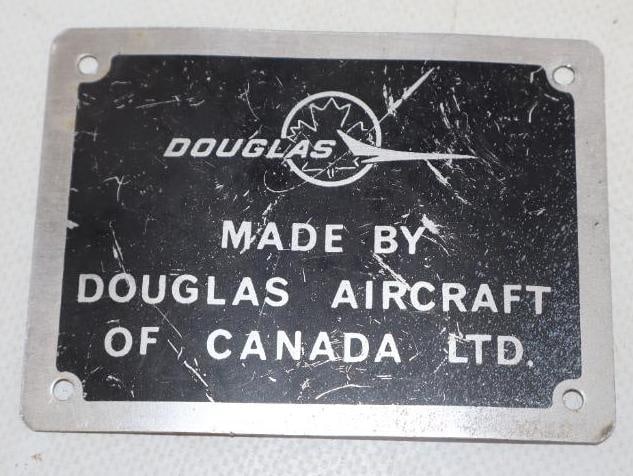 DOUGLAS
MADE BY
DOUGLAS AIRCRAFT
OF CANADA LTD.